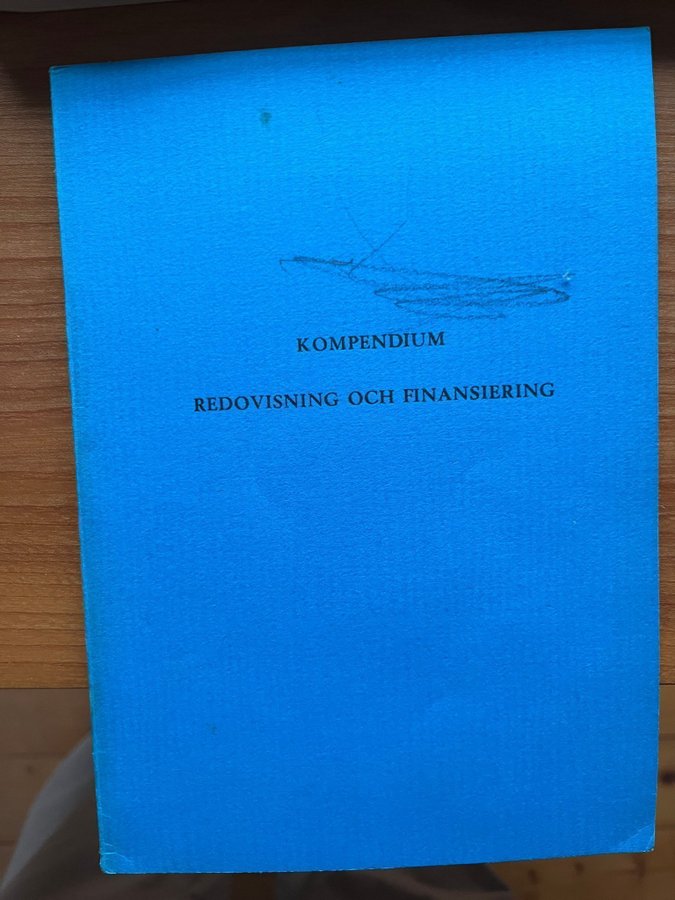 KOMPENDIUM
REDOVISNING OCH FINANSIERING